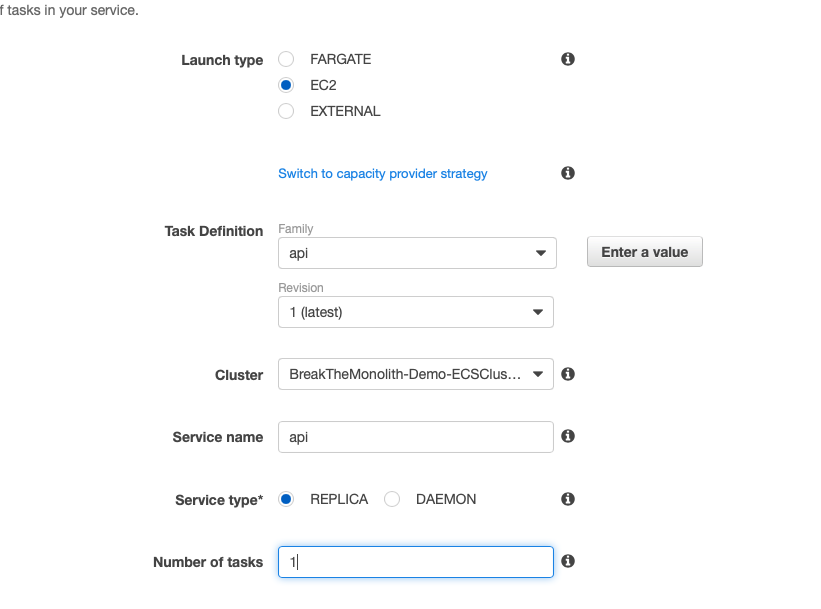 f tasks in your service.
Launch type
FARGATE
EC2
EXTERNAL
Switch to capacity provider strategy
Task Definition
Family
api
Enter a value
Revision
1 (latest)
Cluster
BreakTheMonolith-Demo-ECSClus...
Service name
api
Service type*
REPLICA
DAEMON
Number of tasks
1